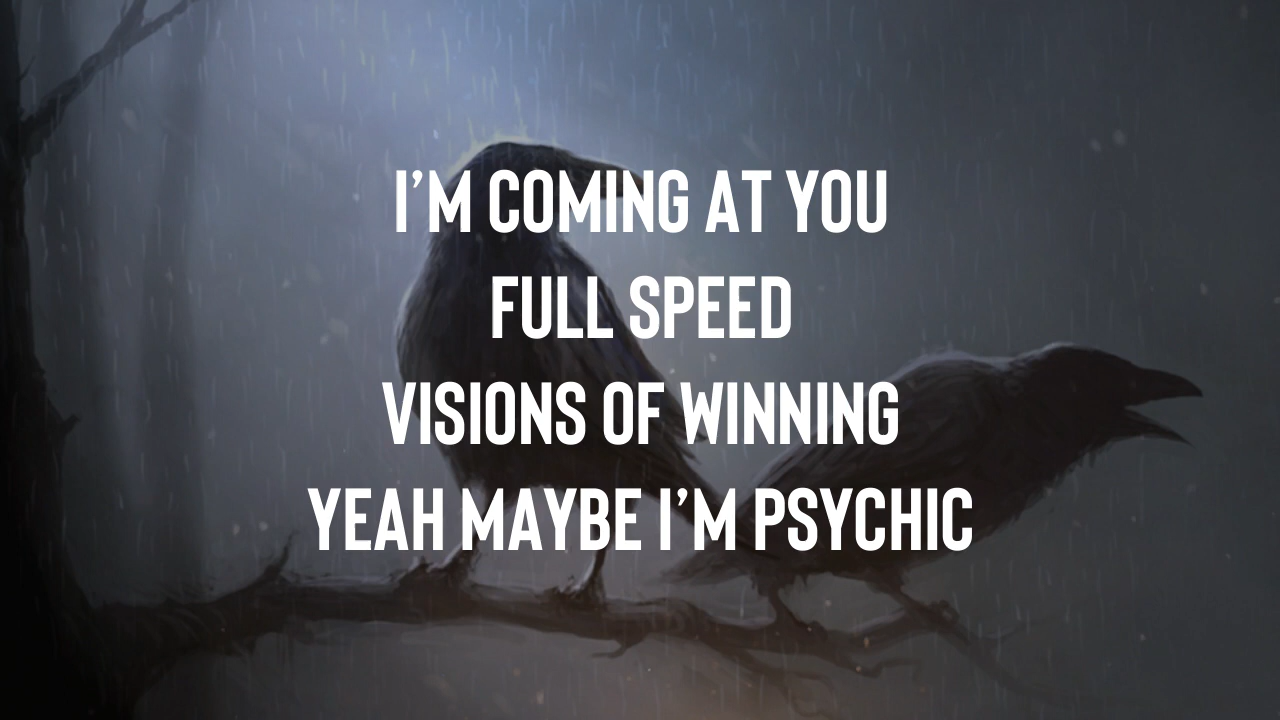 I’M COMING AT YOU
FULL SPEED
VISIONS OF WINNING
YEAH MAYBE I’M PSYCHIC